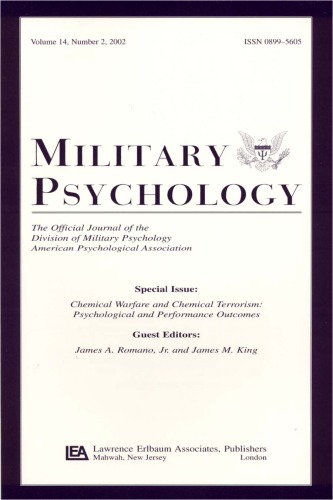 Volume 14, Number 2, 2002 ISSN 0899–5605
MILITARY
PSYCHOLOGY
The Official Journal of the
Division of Military Psychology
American Psychological Association
Special Issue:
Chemical Warfare and Chemical Terrorism:
Psychological and Performance Outcomes
Guest Editors:
James A. Romano, Jr. and James M. King
LEA Lawrence Erlbaum Associates, Publishers
Mahwah, New Jersey London